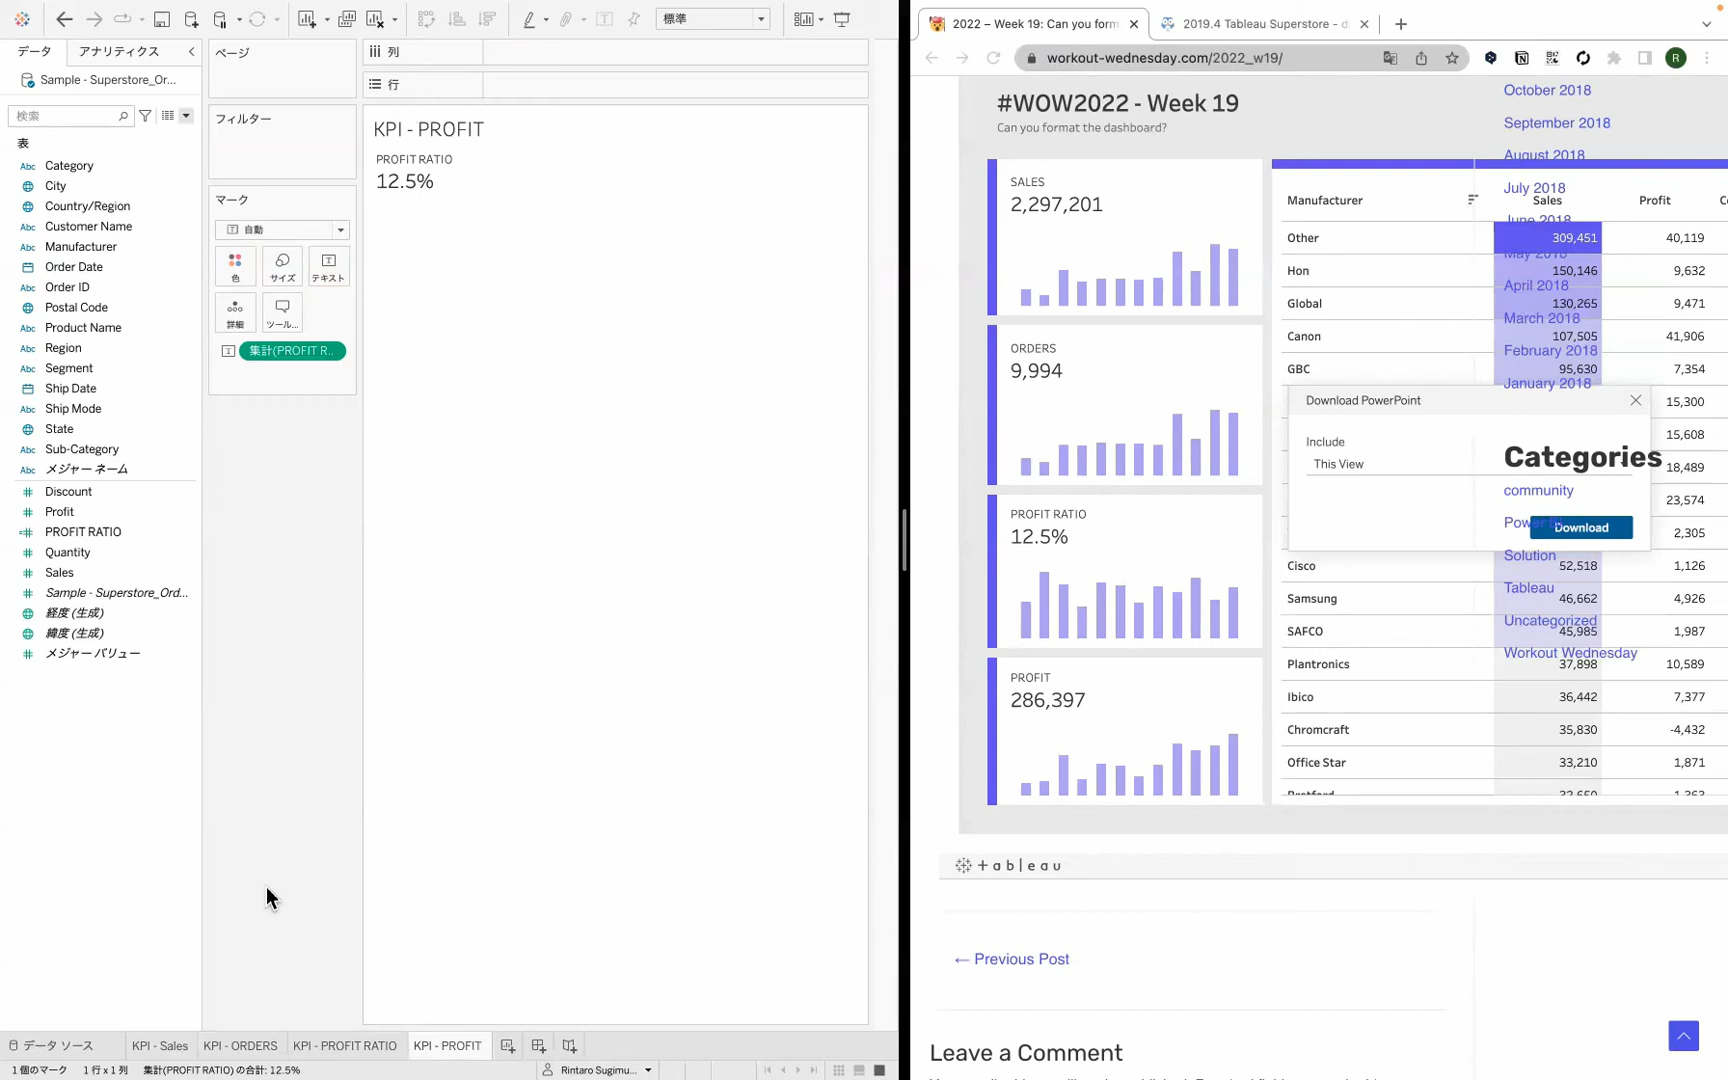 標準
データ
アナリティクス
Sample - Superstore_Or...
検索
表
Category
City
Country/Region
Customer Name
Manufacturer
Order Date
Order ID
Postal Code
Product Name
Region
Segment
Ship Date
Ship Mode
State
Sub-Category
メジャー ネーム
Discount
Profit
PROFIT RATIO
Quantity
Sales
Sample - Superstore_Ord...
経度 (生成)
緯度 (生成)
メジャー バリュー
ページ
フィルター
マーク
自動
色
サイズ
テキスト
詳細
ツール...
集計(PROFIT R..
列
行
KPI - PROFIT
PROFIT RATIO
12.5%
データ ソース
KPI - Sales
KPI - ORDERS
KPI - PROFIT RATIO
KPI - PROFIT
1 個のマーク
1 行 x 1 列
集計(PROFIT RATIO) の合計: 12.5%
Rintaro Sugimu...
2022 – Week 19: Can you form
2019.4 Tableau Superstore - d
workout-wednesday.com/2022_w19/
R
#WOW2022 - Week 19
Can you format the dashboard?
SALES
2,297,201
ORDERS
9,994
PROFIT RATIO
12.5%
PROFIT
286,397
Manufacturer
Sales
Profit
Other 309,451 40,119
Hon 150,146 9,632
Global 130,265 9,471
Canon 107,505 41,906
GBC 95,630 7,354
15,300
15,608
18,489
23,574
2,305
Cisco 52,518 1,126
Samsung 46,662 4,926
SAFCO 45,985 1,987
Plantronics 37,898 10,589
Ibico 36,442 7,377
Chromcraft 35,830 -4,432
Office Star 33,210 1,871
October 2018
September 2018
August 2018
July 2018
June 2018
May 2018
April 2018
March 2018
February 2018
January 2018
Download PowerPoint
Include
This View
Download
Categories
community
Power BI
Solution
Tableau
Uncategorized
Workout Wednesday
+ableau
← Previous Post
Leave a Comment